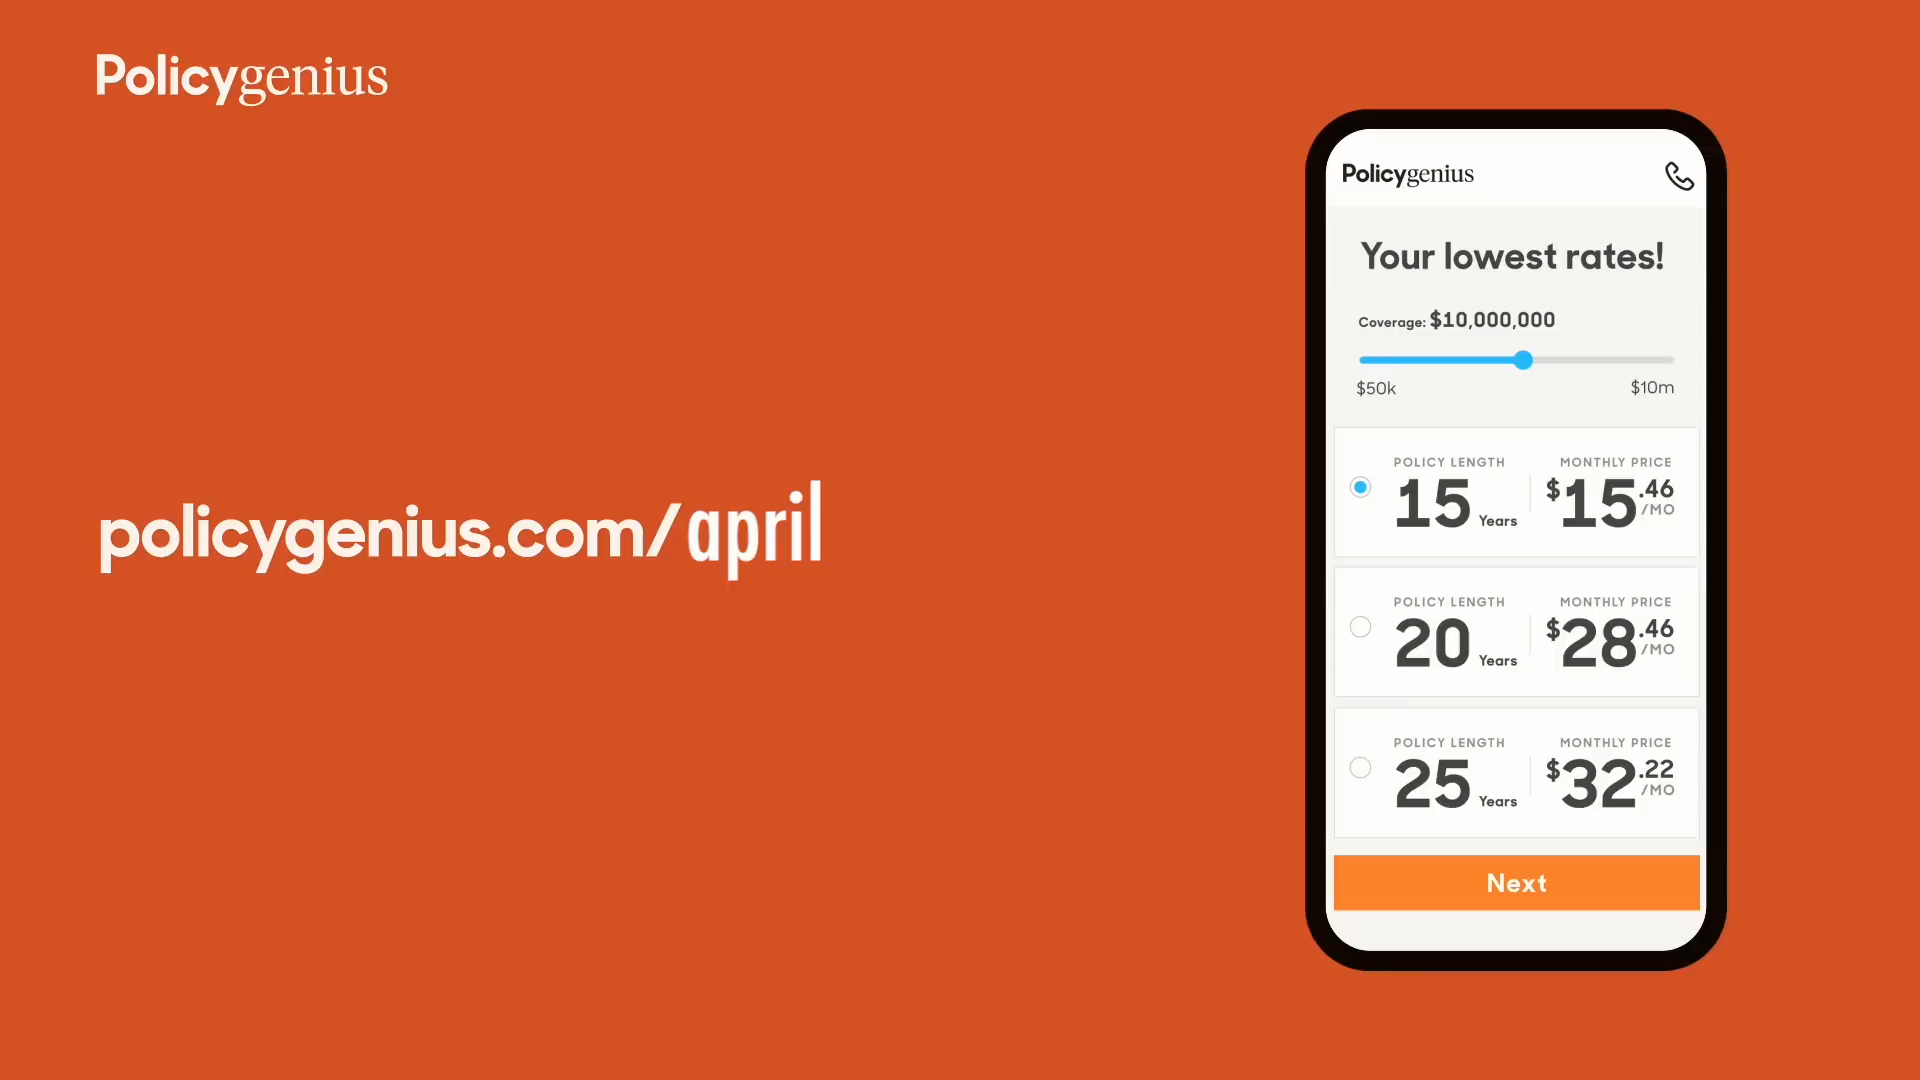 Policygenius
policygenius.com/april
Policygenius
Your lowest rates!
Coverage: $10,000,000
$50k $10m
POLICY LENGTH MONTHLY PRICE
15 Years $15.46 /MO
POLICY LENGTH MONTHLY PRICE
20 Years $28.46 /MO
POLICY LENGTH MONTHLY PRICE
25 Years $32.22 /MO
Next